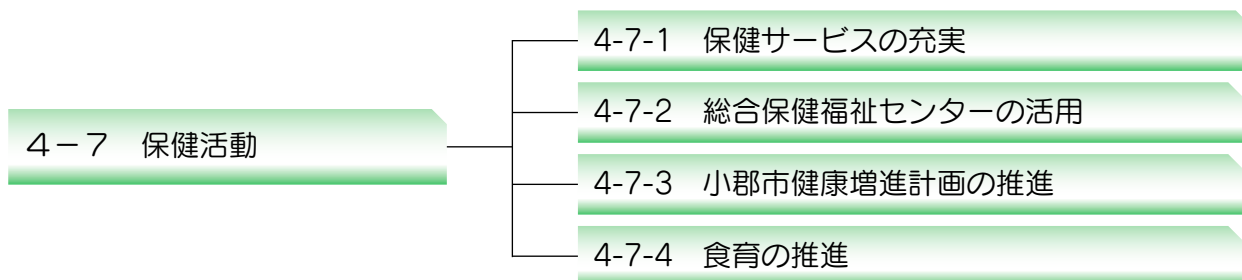 4-7-1 保健サービスの充実
4-7-2 総合保健福祉センターの活用
4－7 保健活動
4-7-3 小郡市健康増進計画の推進
4-7-4 食育の推進